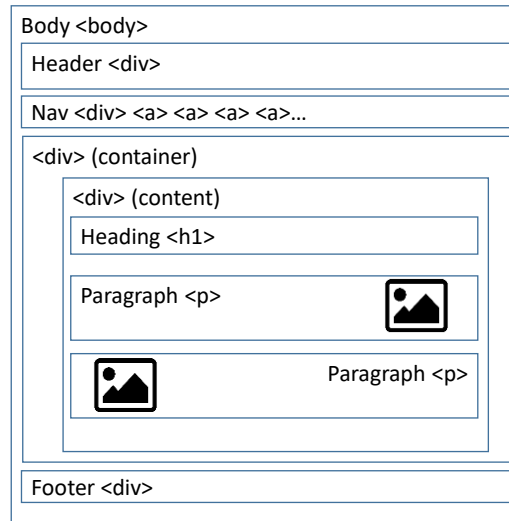 Body <body>
Header <div>
Nav <div> <a> <a> <a> <a>…
<div> (container)
<div> (content)
Heading <h1>
Paragraph <p>
Paragraph <p>
Footer <div>